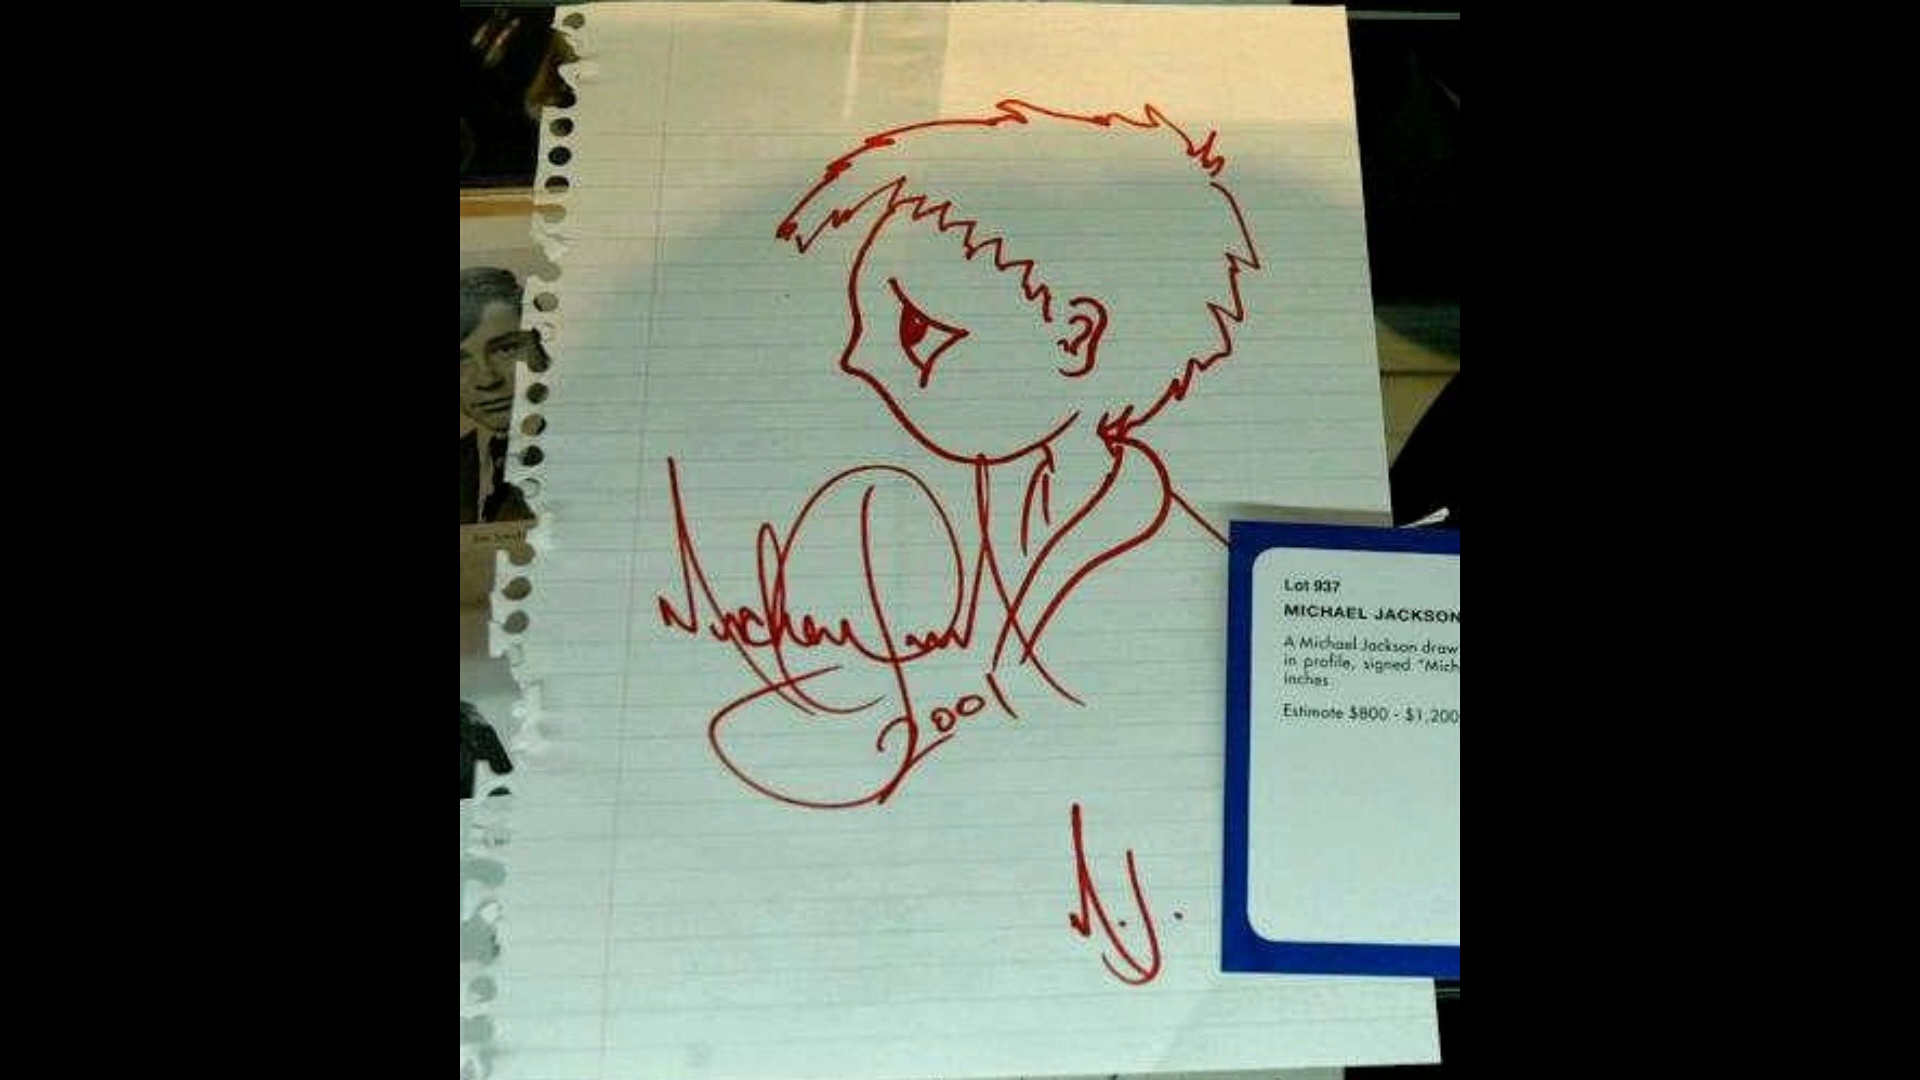 Michael Jackson
2001
M.J.
Lot 937
MICHAEL JACKSON
A Michael Jackson draw
in profile, signed "Mich
inches
Estimate $800 - $1,200